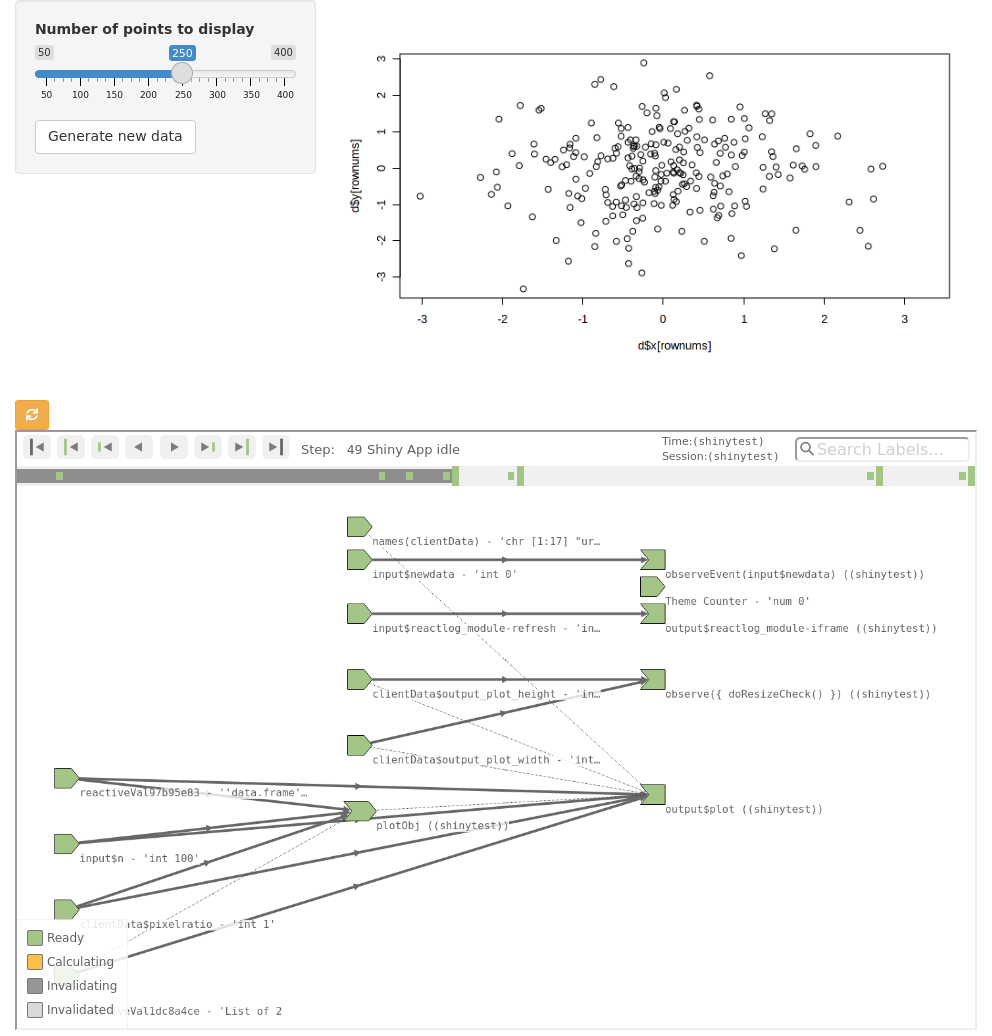 Number of points to display
50 250 400
50 100 150 200 250 300 350 400
Generate new data
3
2
1
0
-1
-2
-3
d$y[rownums]
-3 -2 -1 0 1 2 3
d$x[rownums]
Step: 49 Shiny App idle
Time:(shinytest)
Session:(shinytest)
Search Labels...
names(clientData) - 'chr [1:17] "ur…
input$newdata - 'int 0'
observeEvent(input$newdata) ((shinytest))
Theme Counter - 'num 0'
input$reactlog_module-refresh - 'in…
output$reactlog_module-iframe ((shinytest))
clientData$output_plot_height - 'in…
observe({ doResizeCheck() }) ((shinytest))
clientData$output_plot_width - 'int…
reactiveVal97b95e83 - ''data.frame'…
output$plot ((shinytest))
plotObj ((shinytest))
input$n - 'int 100'
clientData$pixelratio - 'int 1'
Ready
Calculating
Invalidating
Invalidated
veVal1dc8a4ce - 'List of 2